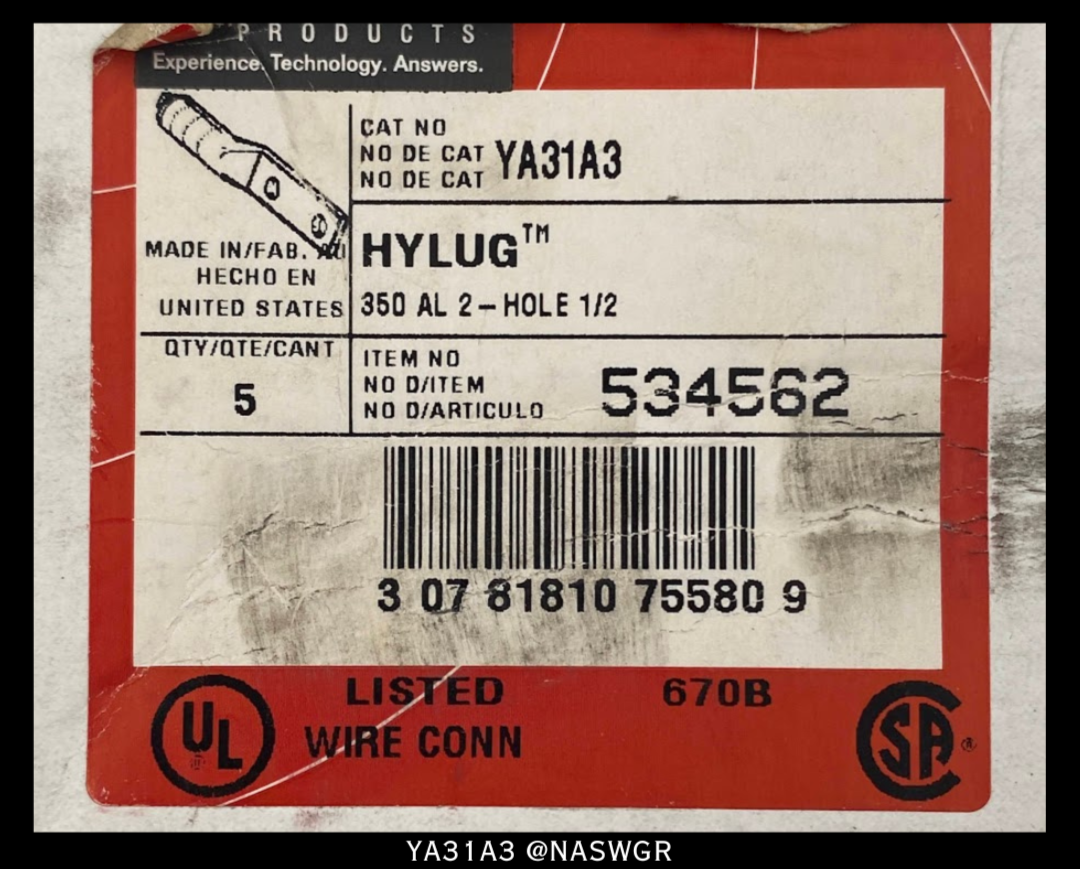 PRODUCTS
Experience. Technology. Answers.
CAT NO
NO DE CAT YA31A3
NO DE CAT
MADE IN/FAB. AU
HECHO EN
UNITED STATES
HYLUG™
350 AL 2-HOLE 1/2
QTY/QTE/CANT
5
ITEM NO
NO D/ITEM
NO D/ARTICULO
534562
3 07 81810 75580 9
UL
LISTED
WIRE CONN
670B
CSA
®
YA31A3 @NASWGR